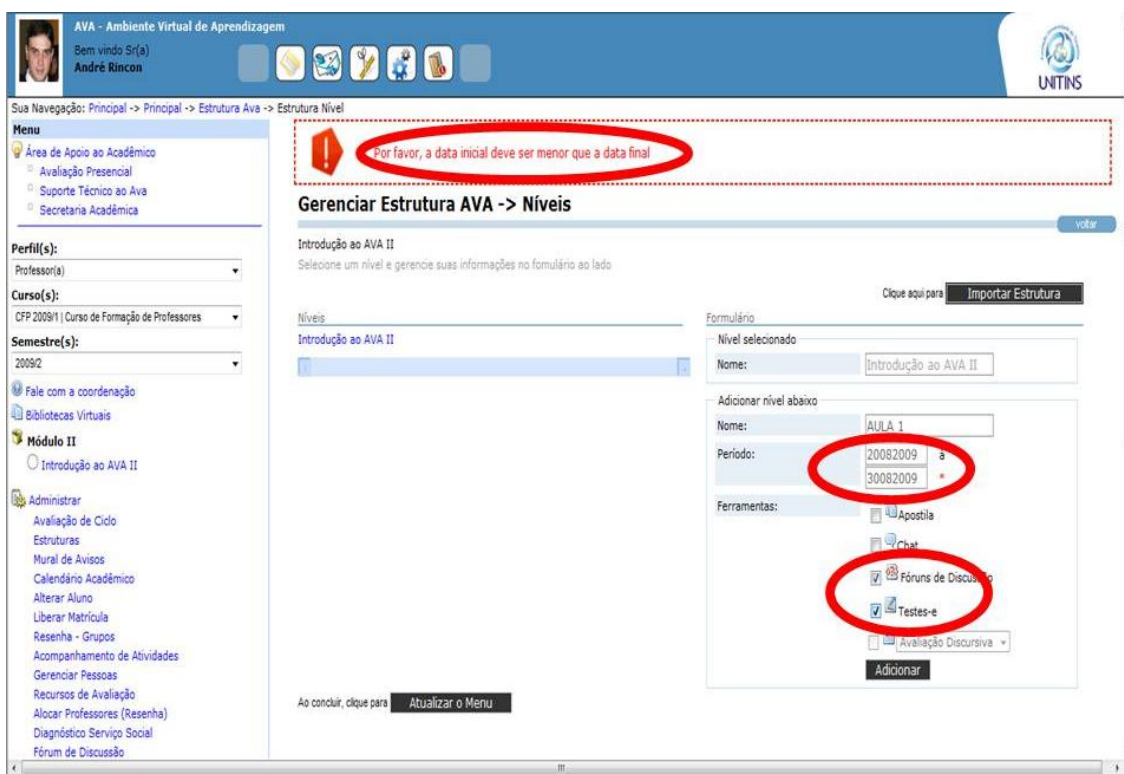 AVA - Ambiente Virtual de Aprendizagem
Bem vindo Sr(a)
André Rincon
UNITINS
Sua Navegação: Principal -> Principal -> Estrutura Ava -> Estrutura Nível
Menu
Área de Apoio ao Acadêmico
Avaliação Presencial
Suporte Técnico ao Ava
Secretaria Acadêmica
Perfil(s):
Professor(a)
Curso(s):
CFP 2009/1 | Curso de Formação de Professores
Semestre(s):
2009/2
Fale com a coordenação
Bibliotecas Virtuais
Módulo II
Introdução ao AVA II
Administrar
Avaliação de Ciclo
Estruturas
Mural de Avisos
Calendário Acadêmico
Alterar Aluno
Liberar Matrícula
Resenha - Grupos
Acompanhamento de Atividades
Gerenciar Pessoas
Recursos de Avaliação
Alocar Professores (Resenha)
Diagnóstico Serviço Social
Fórum de Discussão
Por favor, a data inicial deve ser menor que a data final
Gerenciar Estrutura AVA -> Níveis
voltar
Introdução ao AVA II
Selecione um nível e gerencie suas informações no fomulário ao lado
Clique aqui para Importar Estrutura
Níveis
Introdução ao AVA II
Formulário
Nível selecionado
Nome: Introdução ao AVA II
Adicionar nível abaixo
Nome: AULA 1
Período: 20082009 a
30082009 *
Ferramentas:
Apostila
Chat
Fóruns de Discussão
Testes-e
Avaliação Discursiva
Adicionar
Ao concluir, clique para Atualizar o Menu